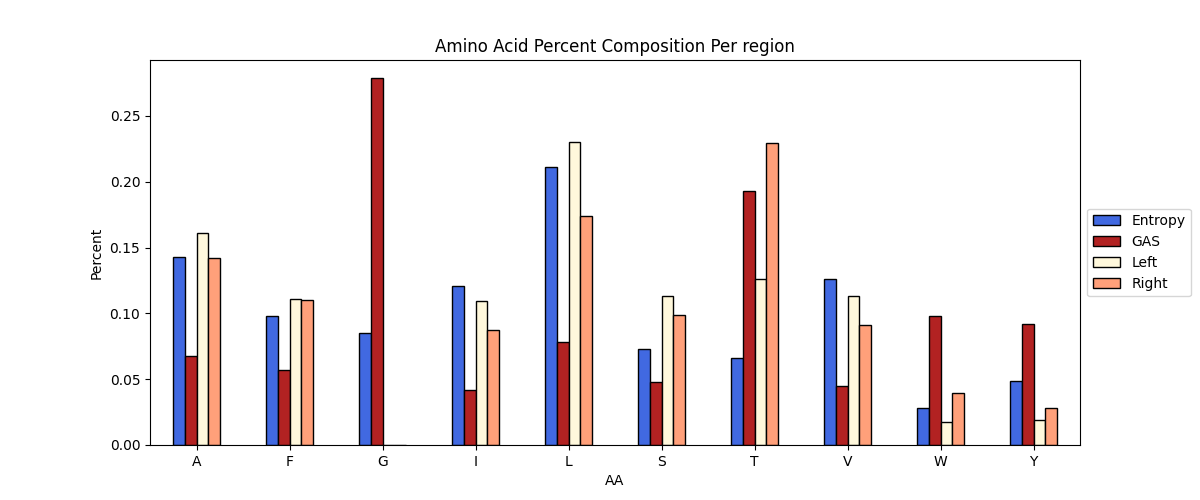 Amino Acid Percent Composition Per region
Percent
0.25
0.20
0.15
0.10
0.05
0.00
A F G I L S T V W Y
AA
Entropy
GAS
Left
Right